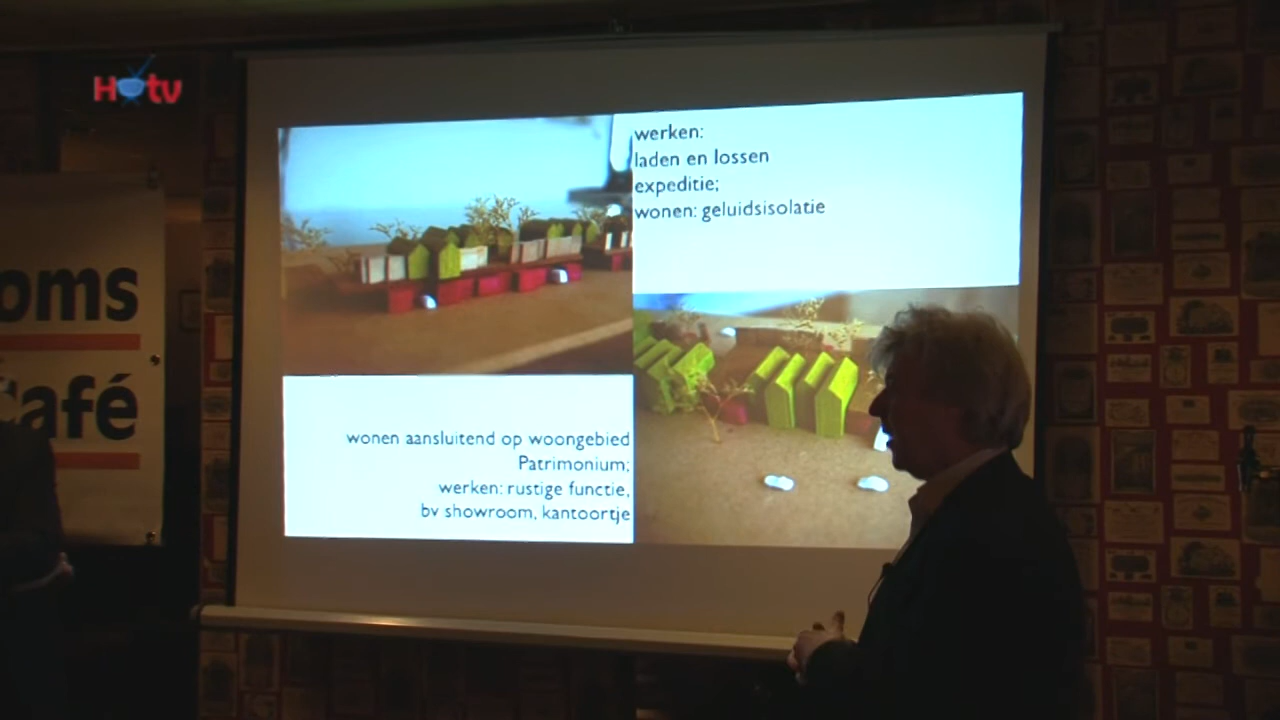 H tv
werken:
laden en lossen
expeditie;
wonen: geluidsisolatie
oms
afé
wonen aansluitend op woongebied
Patrimonium;
werken: rustige functie,
bv showroom, kantoortje